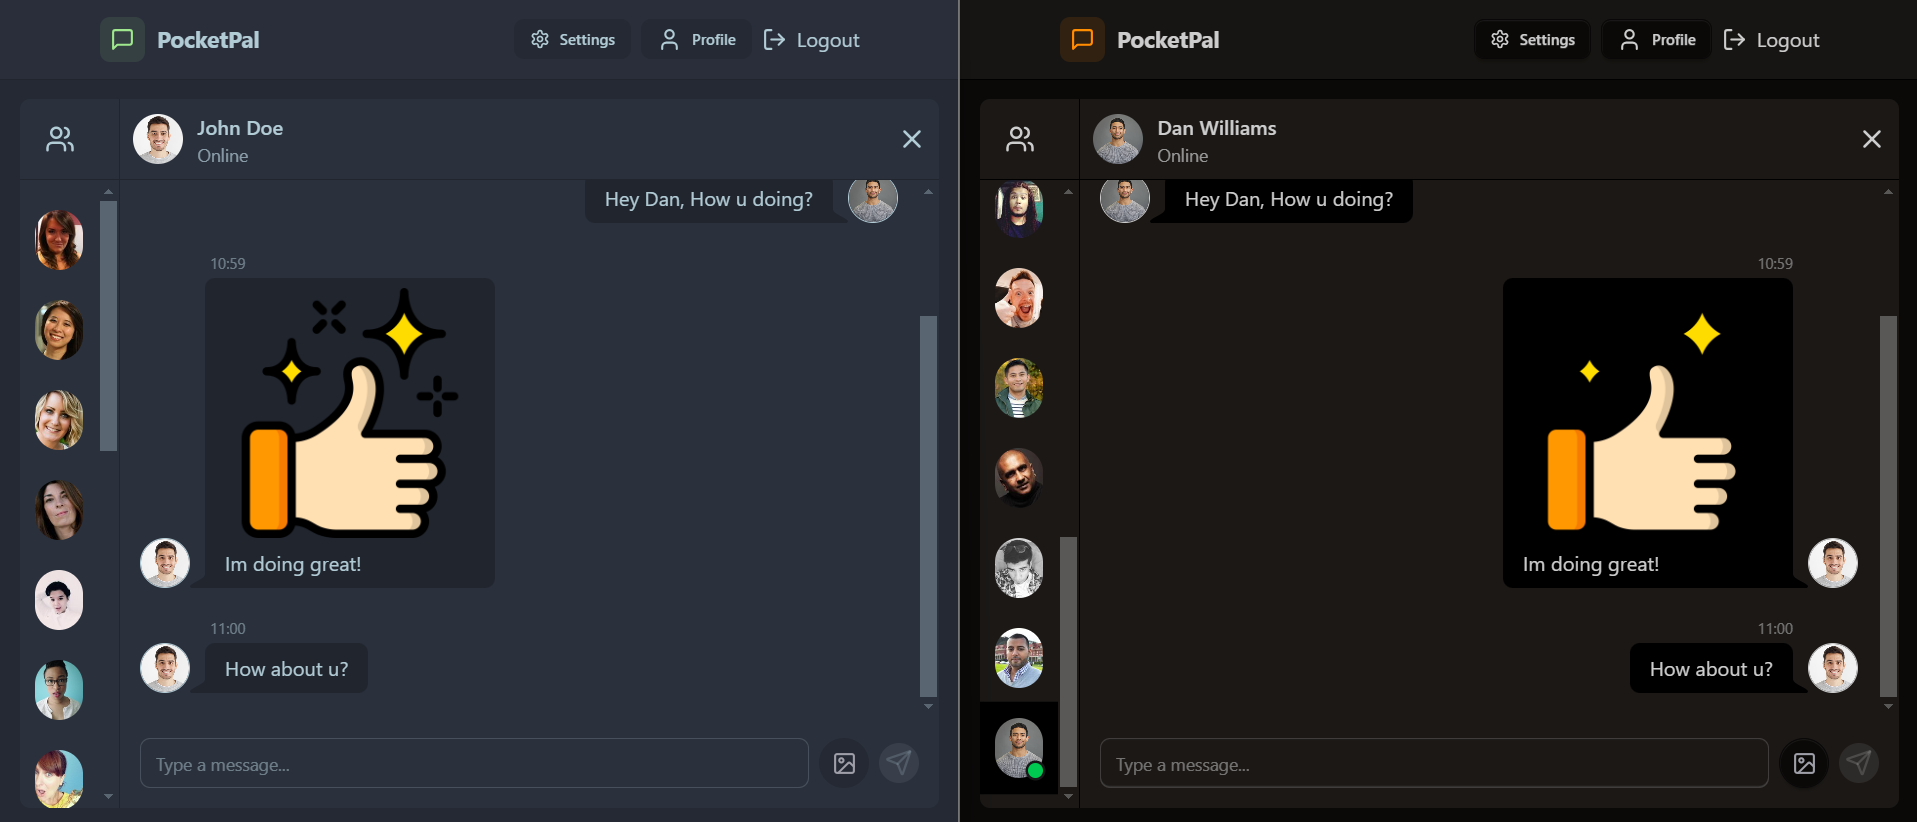 PocketPal
Settings
Profile
Logout
John Doe
Online
Hey Dan, How u doing?
10:59
Im doing great!
11:00
How about u?
Type a message...
PocketPal
Settings
Profile
Logout
Dan Williams
Online
Hey Dan, How u doing?
10:59
Im doing great!
11:00
How about u?
Type a message...